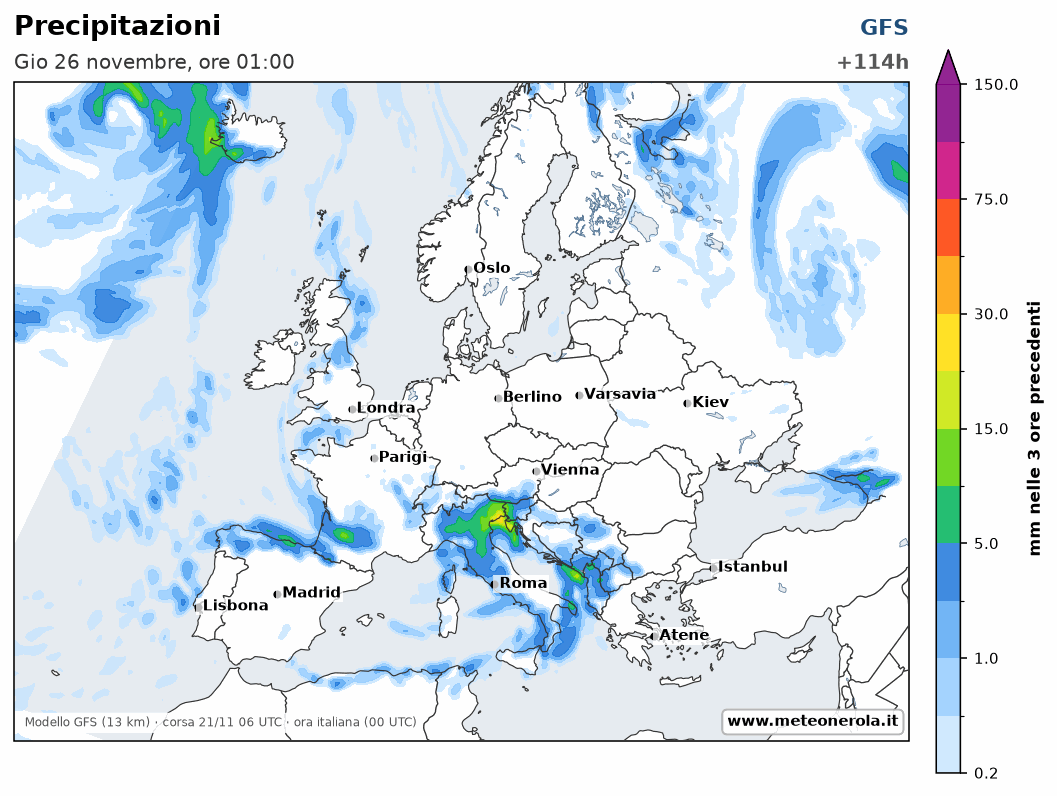 Precipitazioni
GFS
Gio 26 novembre, ore 01:00
+114h
150.0
75.0
30.0
15.0
5.0
1.0
0.2
mm nelle 3 ore precedenti
Oslo
Berlino
Varsavia
Kiev
Londra
Parigi
Vienna
Istanbul
Roma
Madrid
Lisbona
Atene
Modello GFS (13 km) · corsa 21/11 06 UTC · ora italiana (00 UTC)
www.meteonerola.it